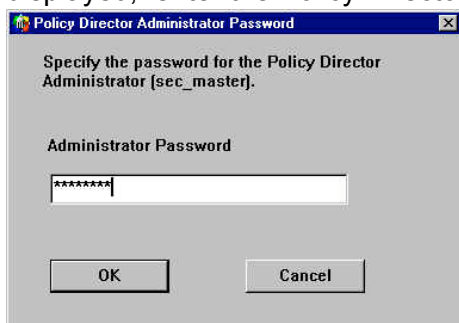 Policy Director Administrator Password
Specify the password for the Policy Director
Administrator (sec_master).
Administrator Password
********
OK
Cancel